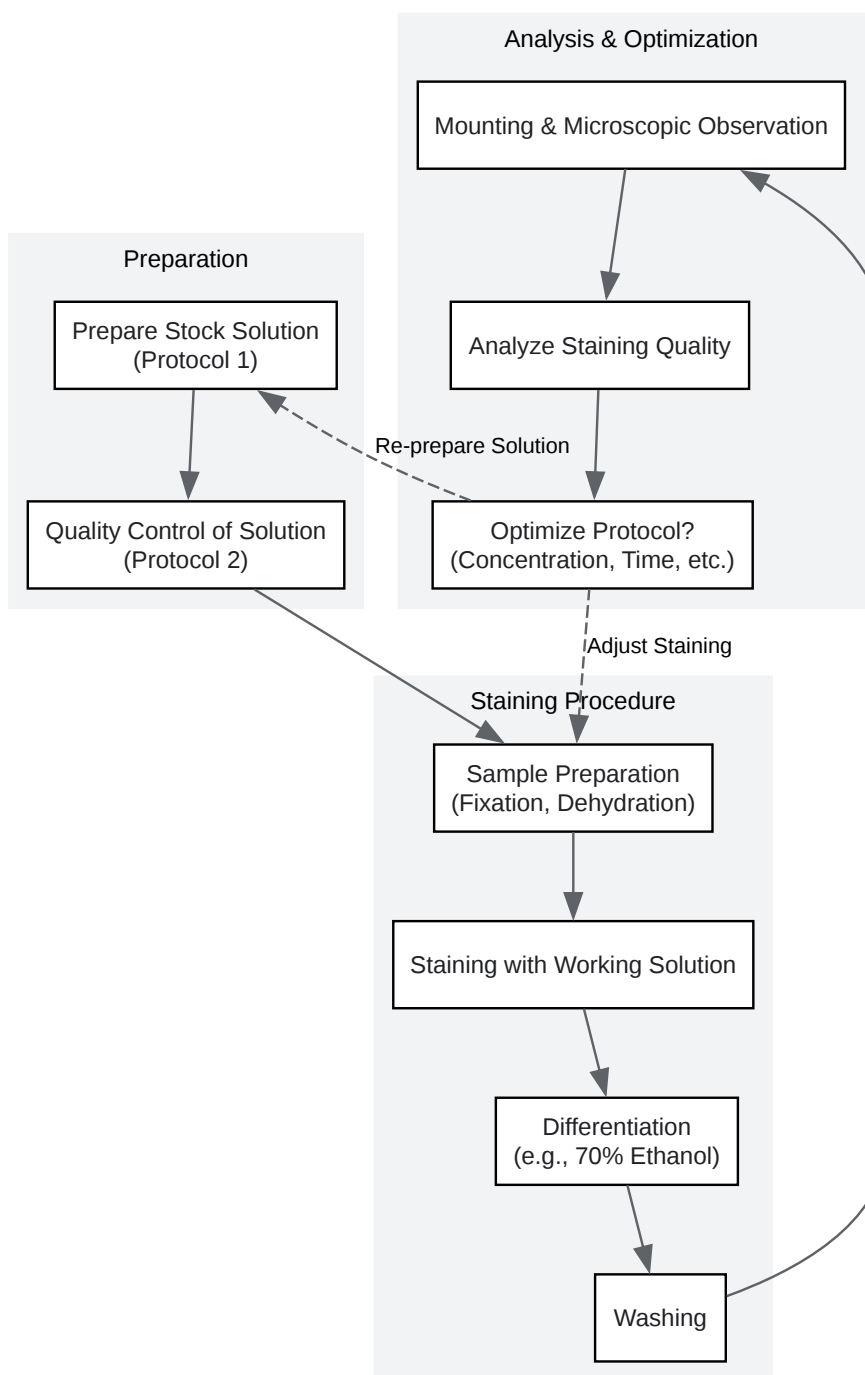 Analysis & Optimization
Mounting & Microscopic Observation
Preparation
Prepare Stock Solution
(Protocol 1)
Analyze Staining Quality
Re-prepare Solution
Quality Control of Solution
(Protocol 2)
Optimize Protocol?
(Concentration, Time, etc.)
Adjust Staining
Staining Procedure
Sample Preparation
(Fixation, Dehydration)
Staining with Working Solution
Differentiation
(e.g., 70% Ethanol)
Washing